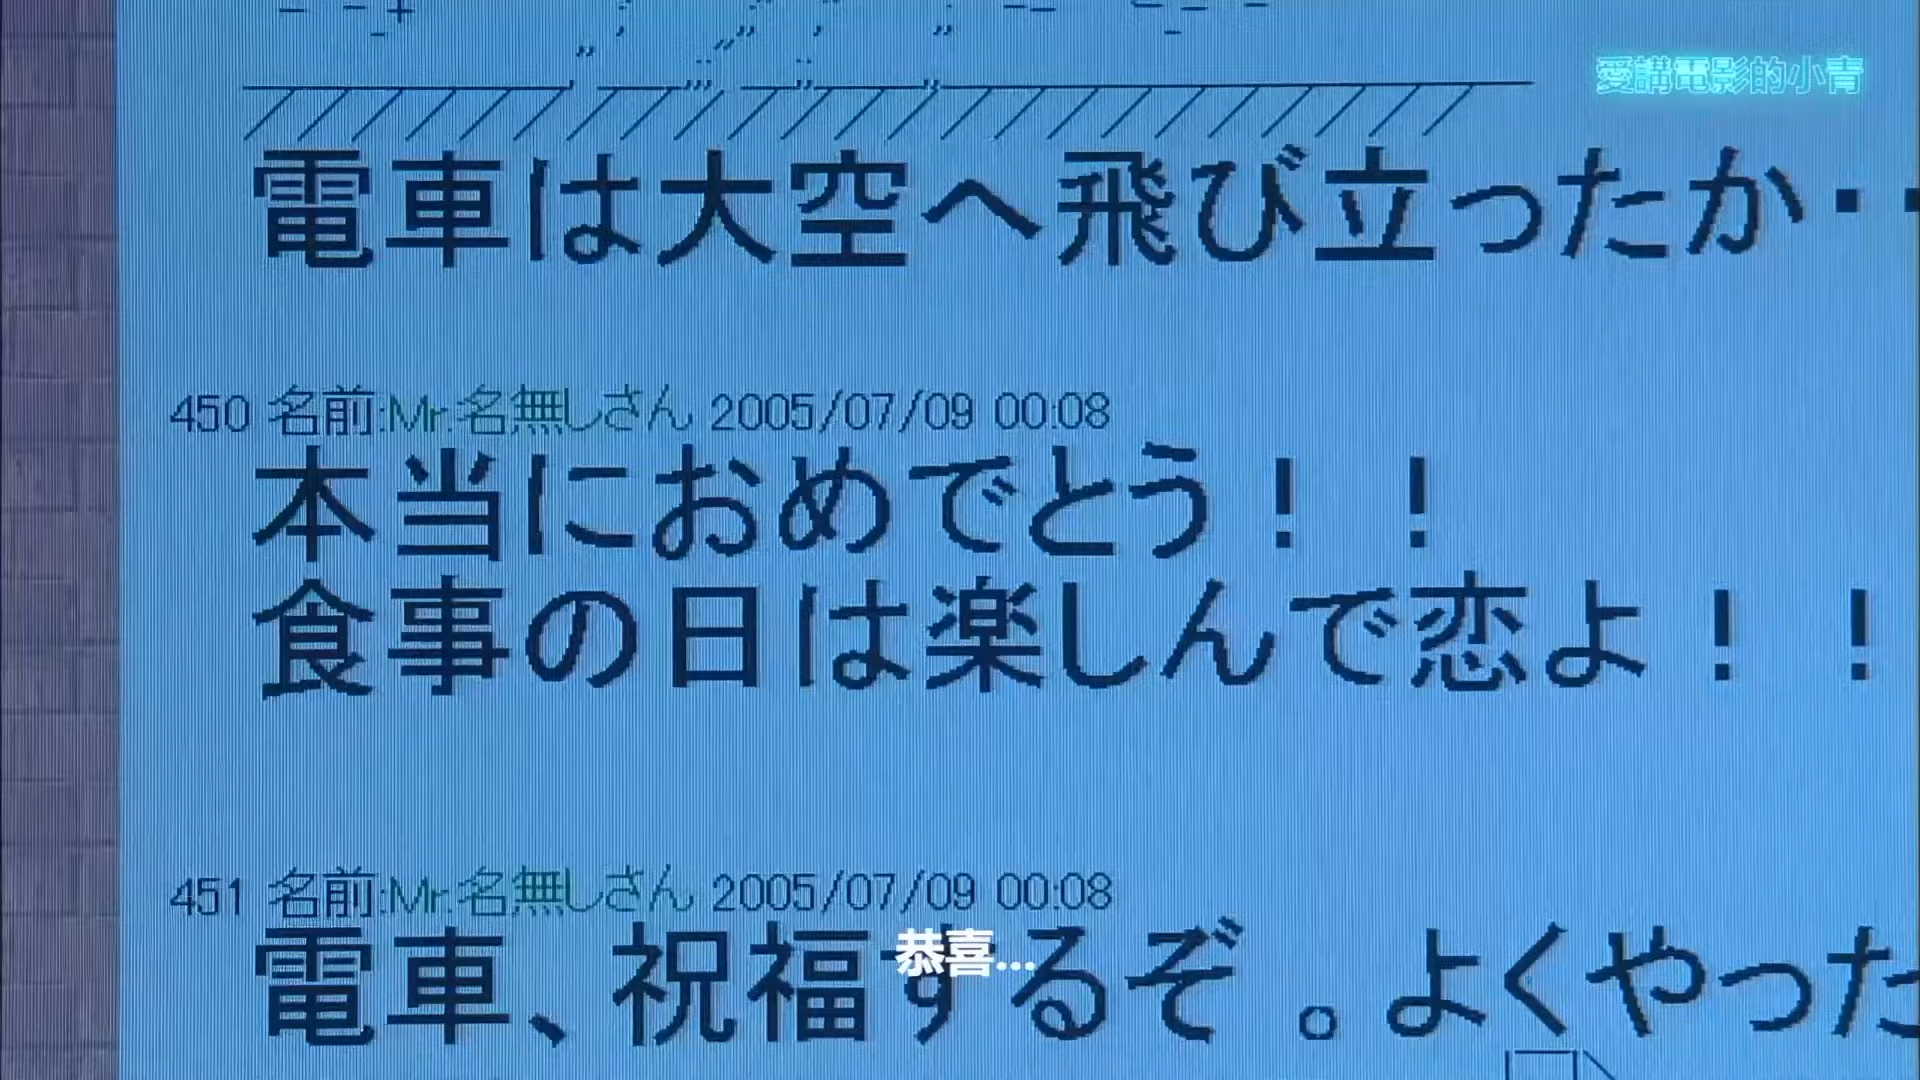 愛講電影的小青
電車は大空へ飛び立ったか・・
450 名前:Mr.名無しさん 2005/07/09 00:08
本当におめでとう！！
食事の日は楽しんで恋よ！！
451 名前:Mr.名無しさん 2005/07/09 00:08
電車、祝福するぞ。よくやった
恭喜...